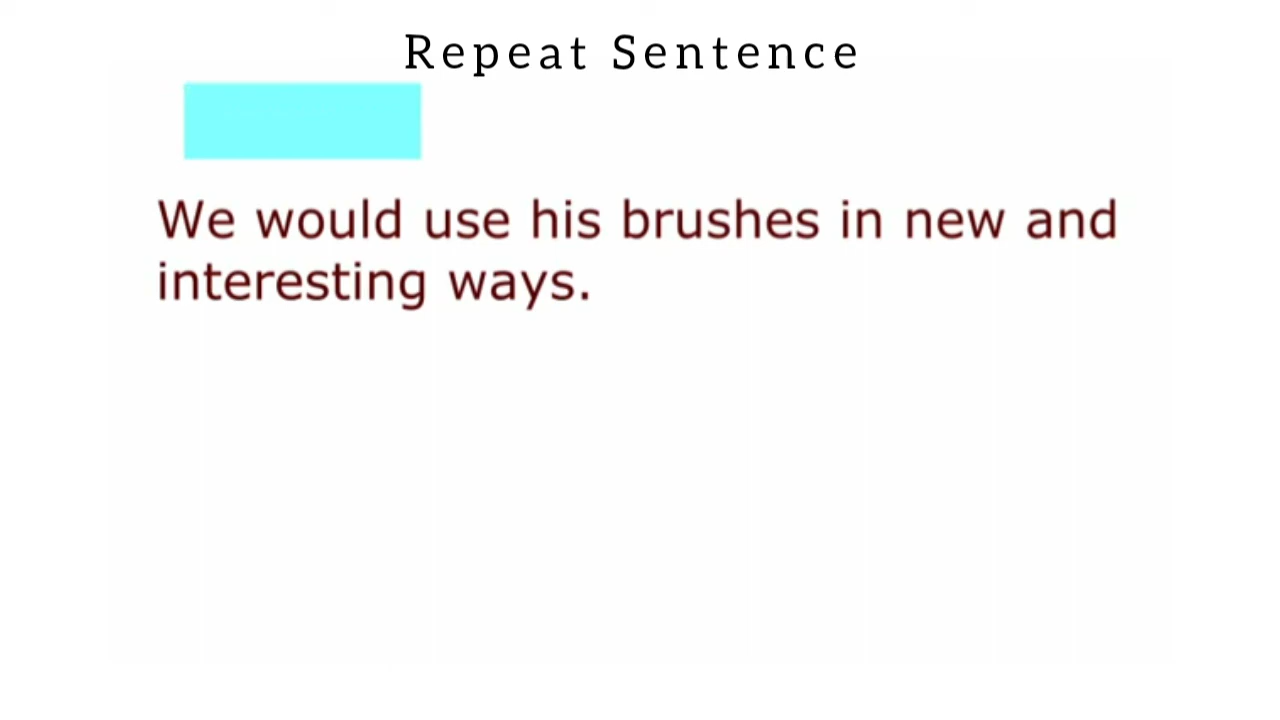 Repeat Sentence
We would use his brushes in new and
interesting ways.